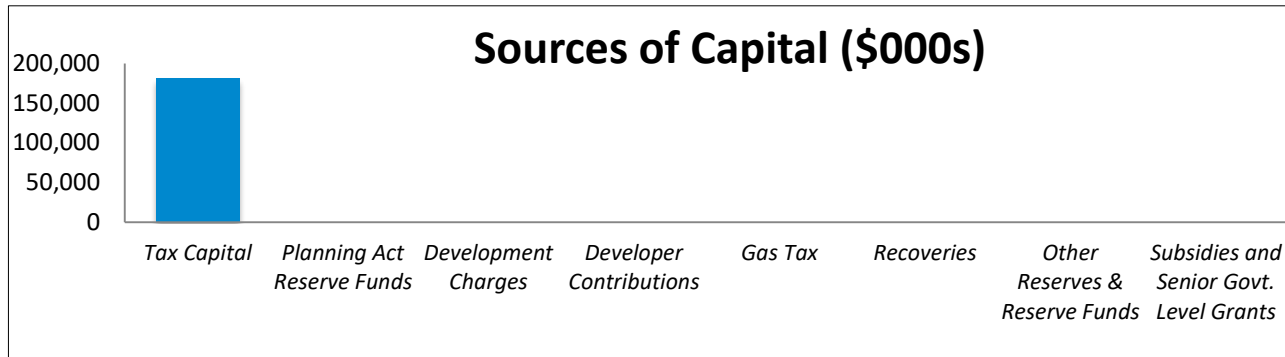 Sources of Capital ($000s)
200,000
150,000
100,000
50,000
0
Tax Capital
Planning Act
Reserve Funds
Development
Charges
Developer
Contributions
Gas Tax
Recoveries
Other
Reserves &
Reserve Funds
Subsidies and
Senior Govt.
Level Grants